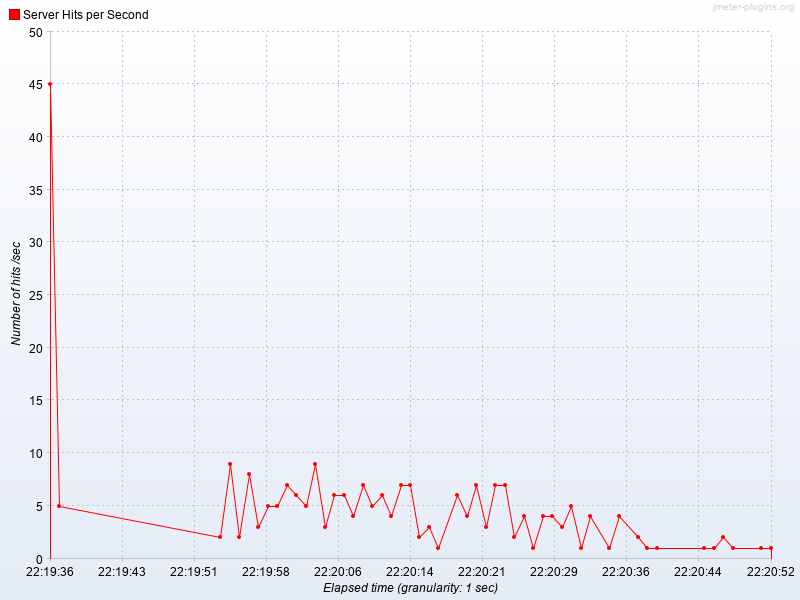 jmeter-plugins.org
Server Hits per Second
50
45
40
35
30
25
20
15
10
5
0
Number of hits /sec
22:19:36 22:19:43 22:19:51 22:19:58 22:20:06 22:20:14 22:20:21 22:20:29 22:20:36 22:20:44 22:20:52
Elapsed time (granularity: 1 sec)